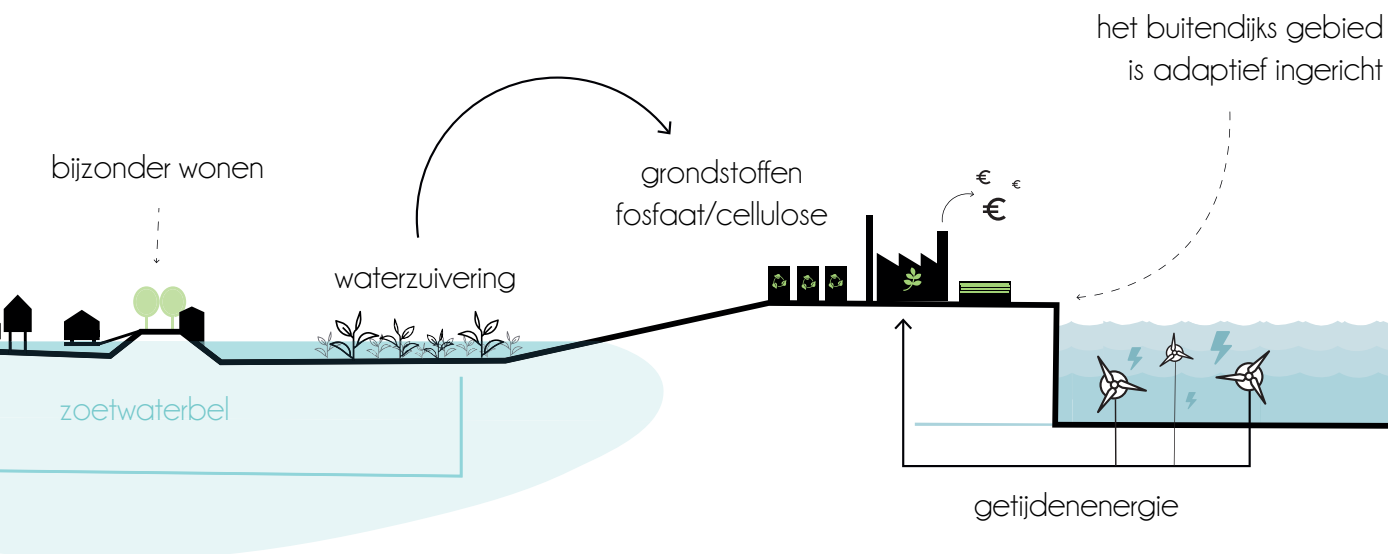 het buitendijks gebied
is adaptief ingericht
bijzonder wonen
grondstoffen
fosfaat/cellulose
€ €
€
waterzuivering
zoetwaterbel
getijdenenergie